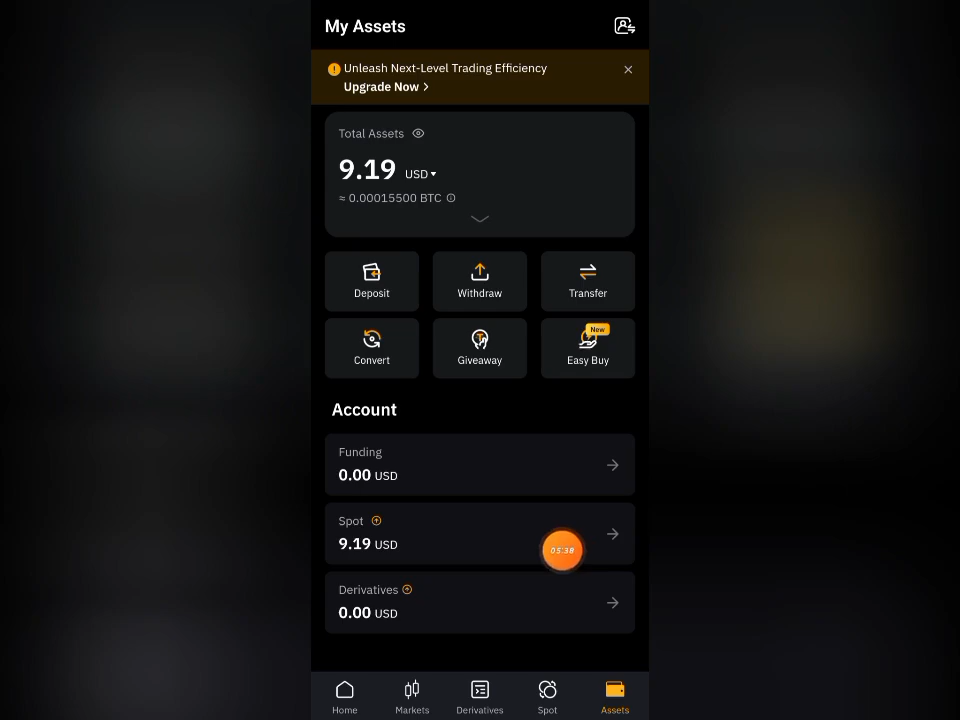 My Assets
Unleash Next-Level Trading Efficiency
Upgrade Now >
Total Assets
9.19 USD
≈ 0.00015500 BTC
Deposit
Withdraw
Transfer
New
Convert
Giveaway
Easy Buy
Account
Funding
0.00 USD
Spot
9.19 USD
05:38
Derivatives
0.00 USD
Home
Markets
Derivatives
Spot
Assets